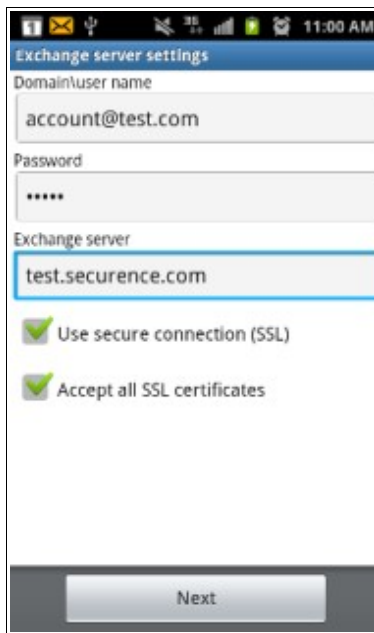 11:00 AM
Exchange server settings
Domain\user name
account@test.com
Password
•••••
Exchange server
test.securence.com
Use secure connection (SSL)
Accept all SSL certificates
Next